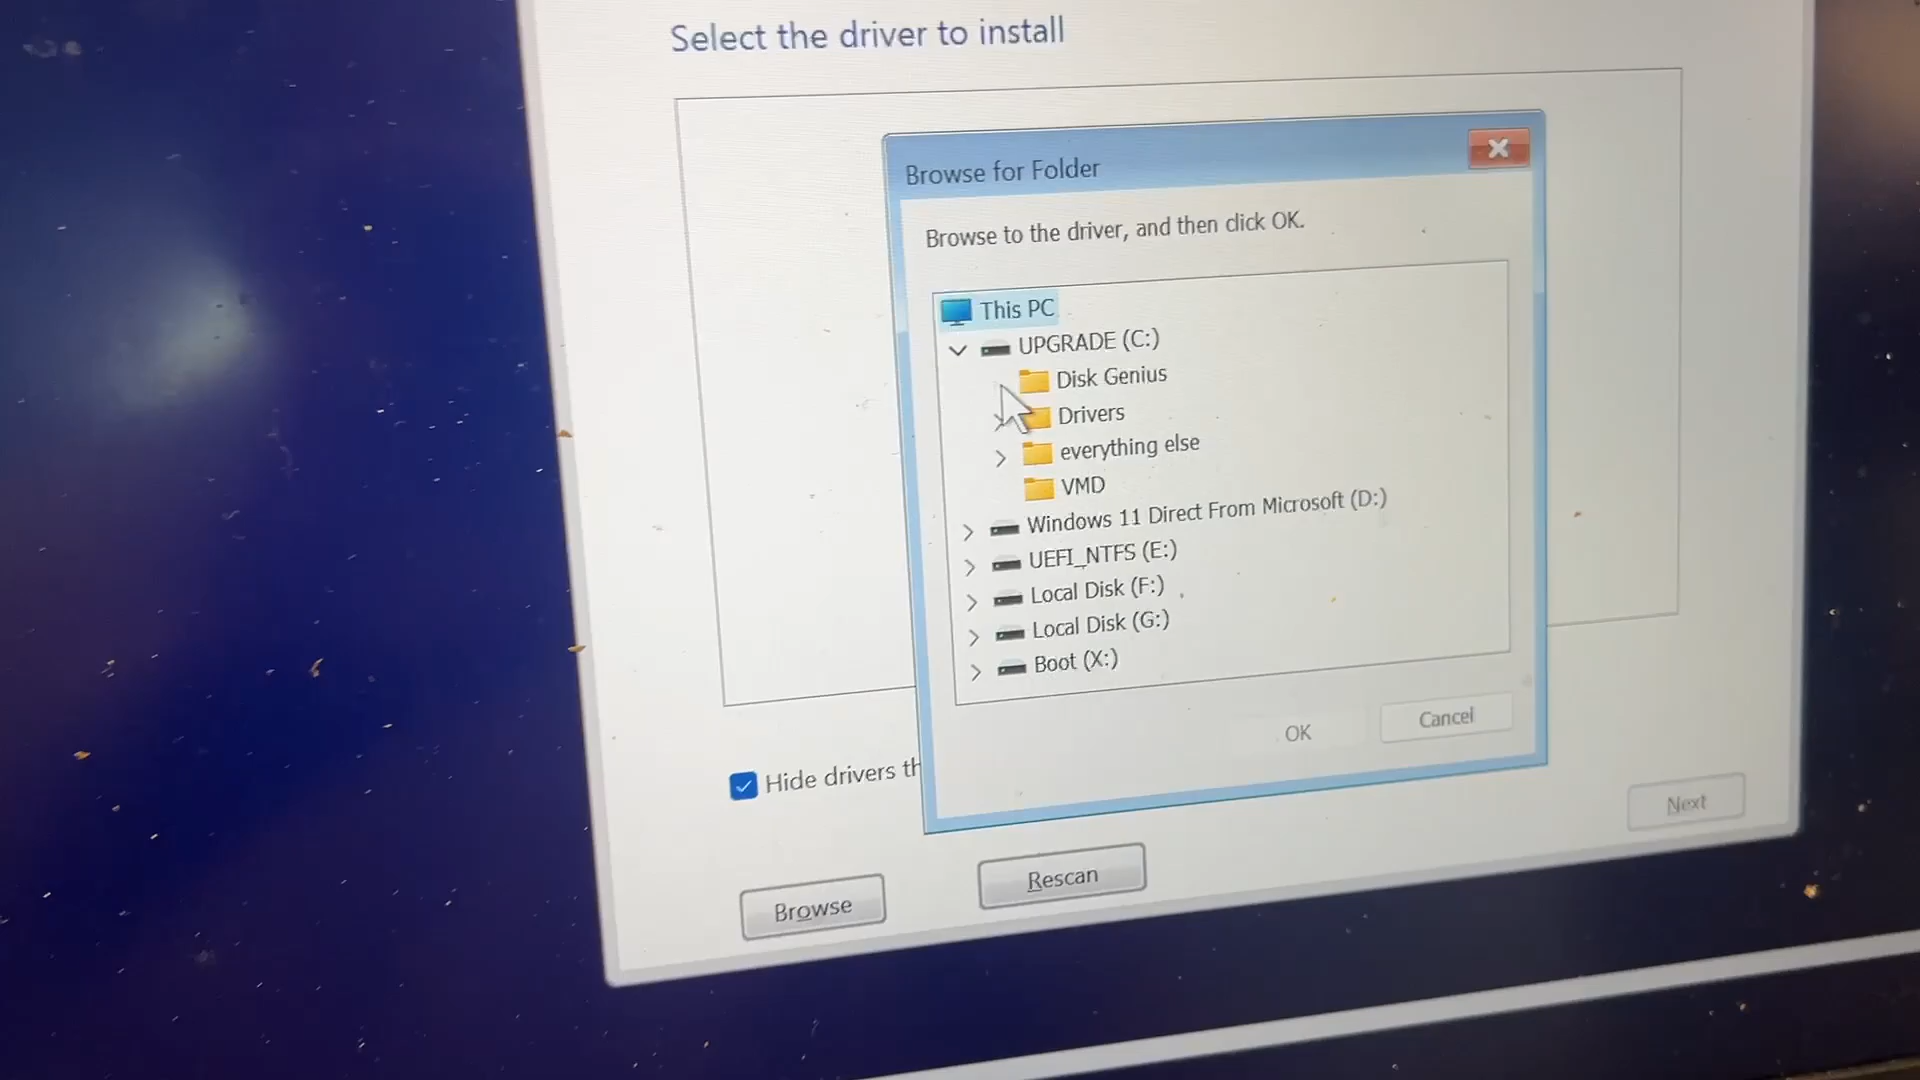 Select the driver to install
Browse for Folder
Browse to the driver, and then click OK.
This PC
UPGRADE (C:)
Disk Genius
Drivers
everything else
VMD
Windows 11 Direct From Microsoft (D:)
UEFI_NTFS (E:)
Local Disk (F:)
Local Disk (G:)
Boot (X:)
OK
Cancel
Hide drivers th
Next
Browse
Rescan